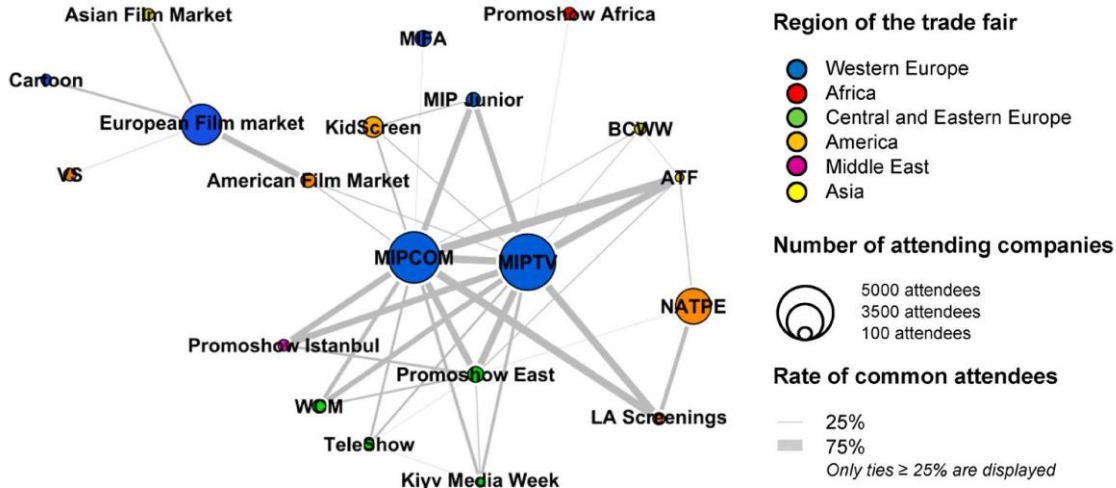 Asian Film Market
Promoshow Africa
MIFA
Cartoon
MIP Junior
European Film market
KidScreen
BCWW
VS
American Film Market
ATF
MIPCOM
MIPTV
NATPE
Promoshow Istanbul
Promoshow East
WCM
LA Screenings
TeleShow
Kiyv Media Week
Region of the trade fair
Western Europe
Africa
Central and Eastern Europe
America
Middle East
Asia
Number of attending companies
5000 attendees
3500 attendees
100 attendees
Rate of common attendees
25%
75%
Only ties ≥ 25% are displayed